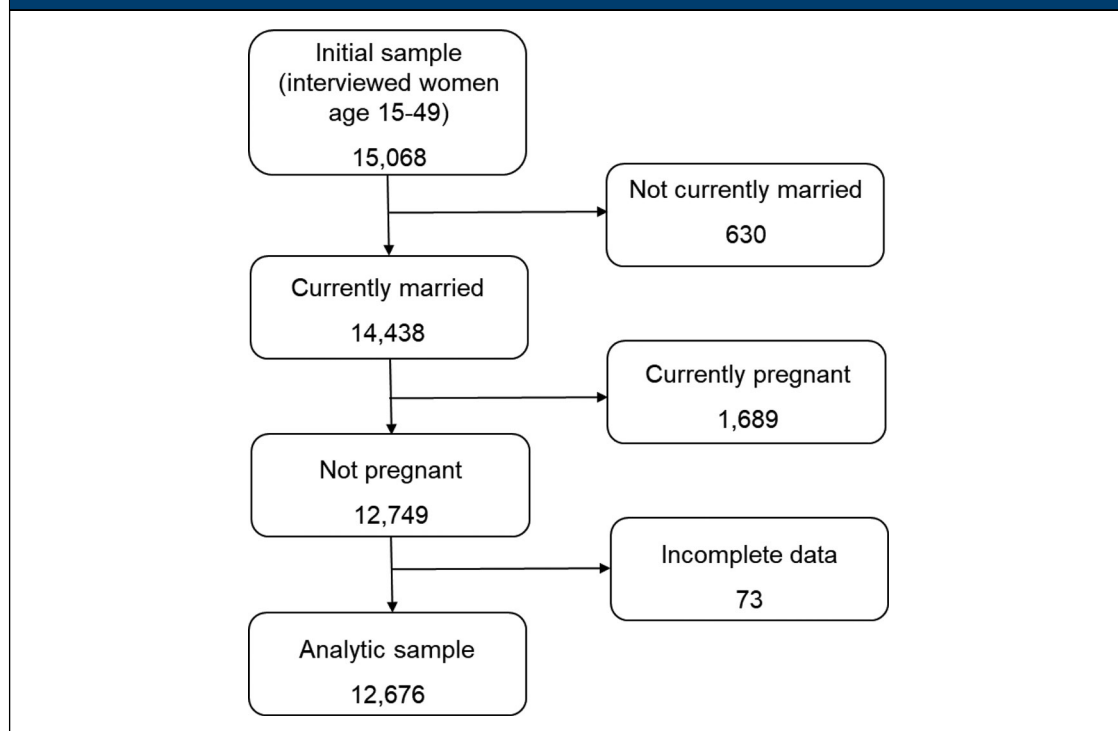 Initial sample
(interviewed women
age 15-49)
15,068
Not currently married
630
Currently married
14,438
Currently pregnant
1,689
Not pregnant
12,749
Incomplete data
73
Analytic sample
12,676